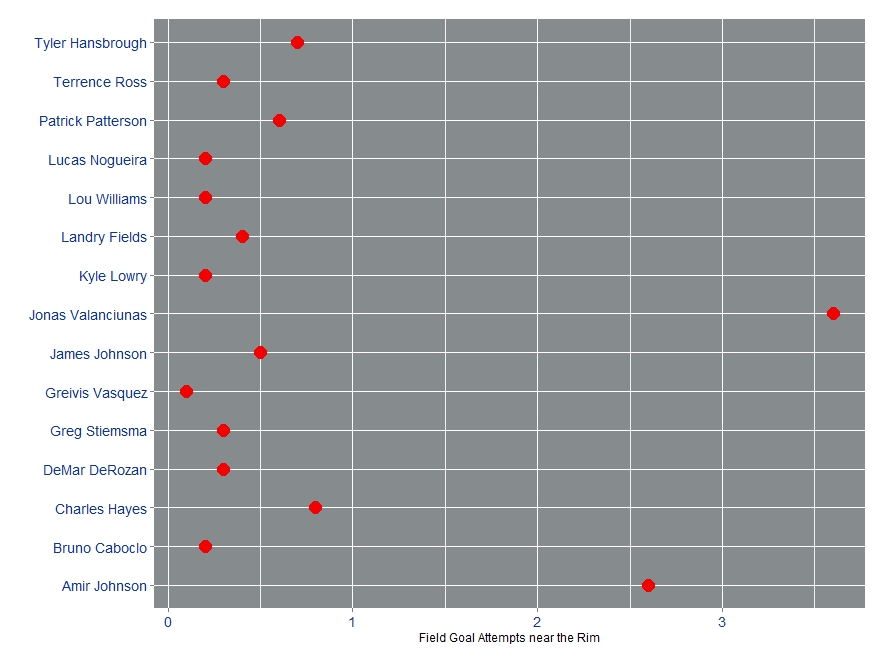 Tyler Hansbrough
Terrence Ross
Patrick Patterson
Lucas Nogueira
Lou Williams
Landry Fields
Kyle Lowry
Jonas Valanciunas
James Johnson
Greivis Vasquez
Greg Stiemsma
DeMar DeRozan
Charles Hayes
Bruno Caboclo
Amir Johnson
0 1 2 3
Field Goal Attempts near the Rim